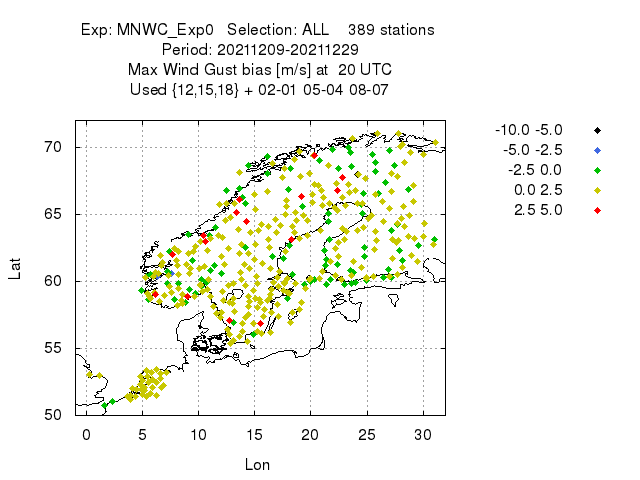 Exp: MNWC_Exp0 Selection: ALL 389 stations
Period: 20211209-20211229
Max Wind Gust bias [m/s] at 20 UTC
Used {12,15,18} + 02-01 05-04 08-07
-10.0 -5.0
-5.0 -2.5
-2.5 0.0
0.0 2.5
2.5 5.0
70
65
60
55
50
Lat
0 5 10 15 20 25 30
Lon